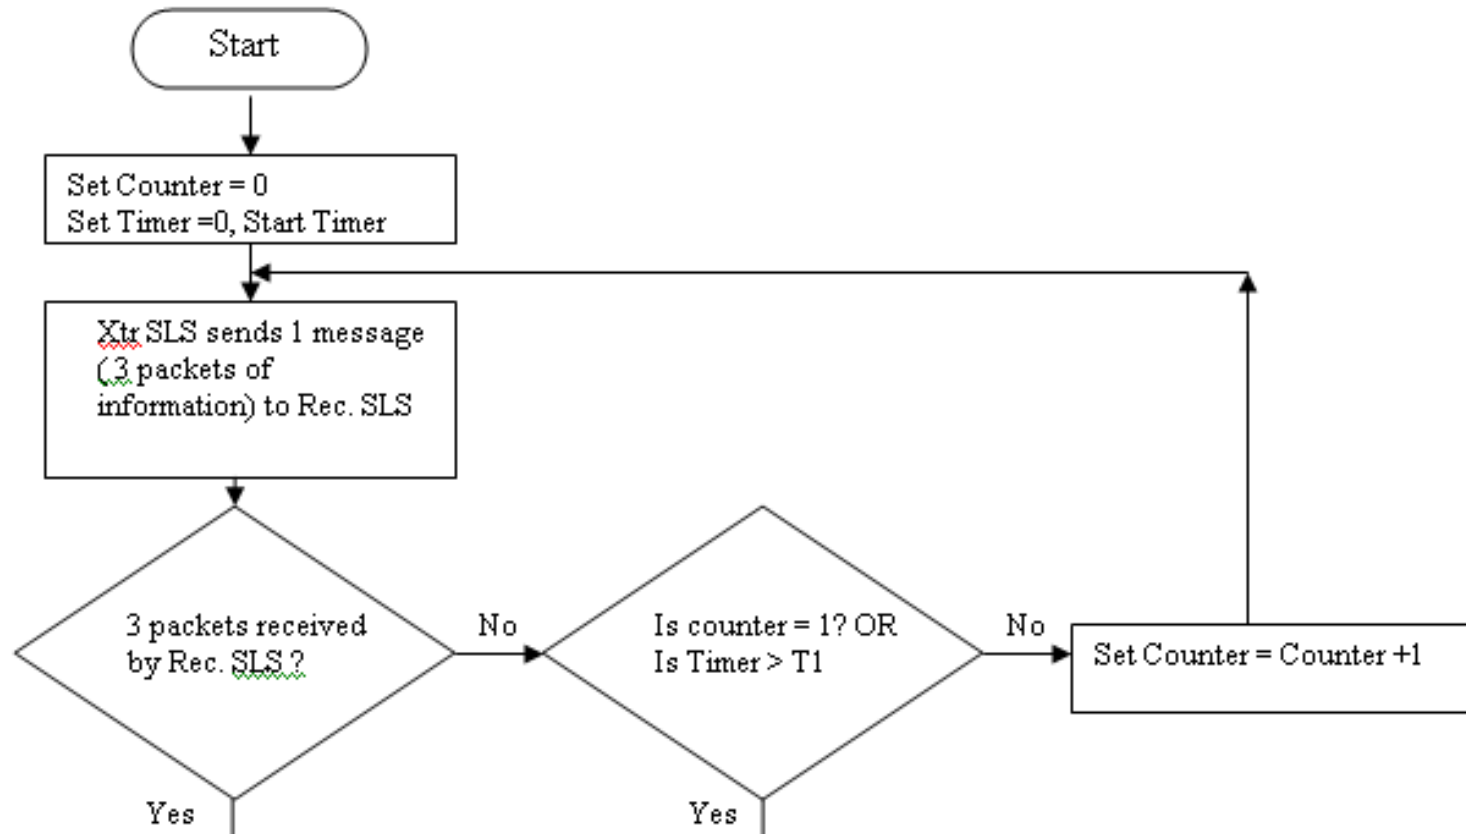 Start
Set Counter = 0
Set Timer =0, Start Timer
Xtr SLS sends 1 message
( 3 packets of
information) to Rec. SLS
3 packets received
by Rec. SLS ?
No
Is counter = 1? OR
Is Timer > T1
No
Set Counter = Counter +1
Yes
Yes